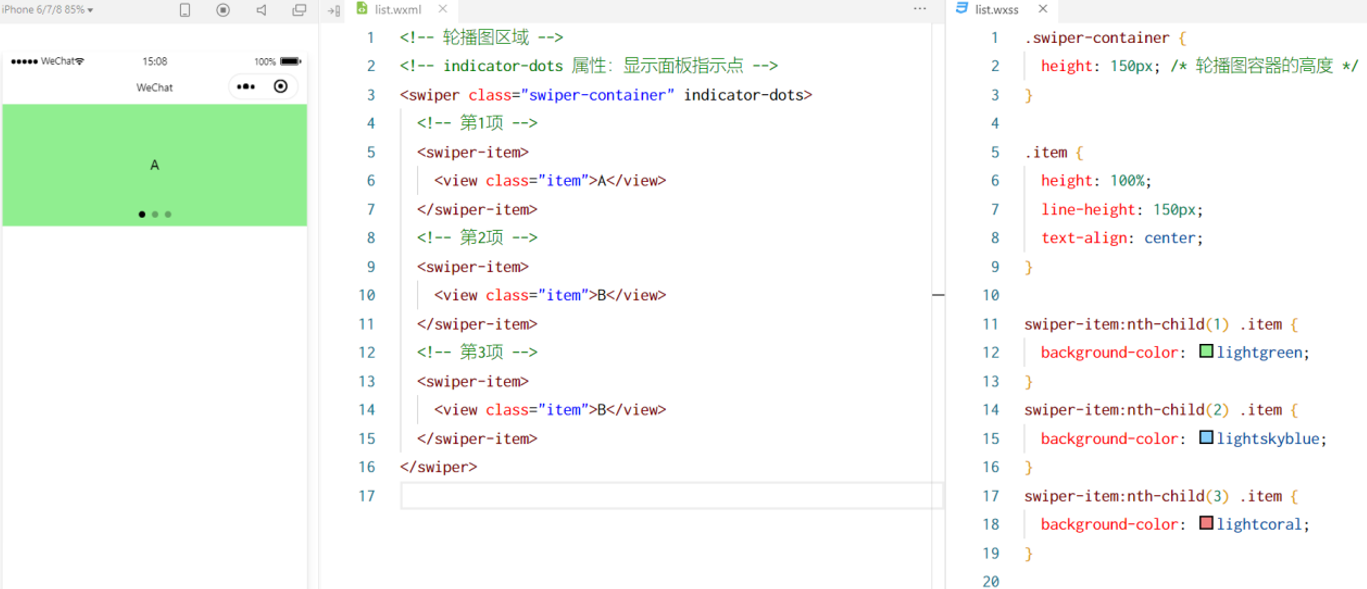 iPhone 6/7/8 85%
WeChat
15:08
100%
WeChat
A
list.wxml
1 <!-- 轮播图区域 -->
2 <!-- indicator-dots 属性: 显示面板指示点 -->
3 <swiper class="swiper-container" indicator-dots>
4 <!-- 第1项 -->
5 <swiper-item>
6 <view class="item">A</view>
7 </swiper-item>
8 <!-- 第2项 -->
9 <swiper-item>
10 <view class="item">B</view>
11 </swiper-item>
12 <!-- 第3项 -->
13 <swiper-item>
14 <view class="item">B</view>
15 </swiper-item>
16 </swiper>
17
list.wxss
1 .swiper-container {
2 height: 150px; /* 轮播图容器的高度 */
3 }
4
5 .item {
6 height: 100%;
7 line-height: 150px;
8 text-align: center;
9 }
10
11 swiper-item:nth-child(1) .item {
12 background-color: lightgreen;
13 }
14 swiper-item:nth-child(2) .item {
15 background-color: lightskyblue;
16 }
17 swiper-item:nth-child(3) .item {
18 background-color: lightcoral;
19 }
20